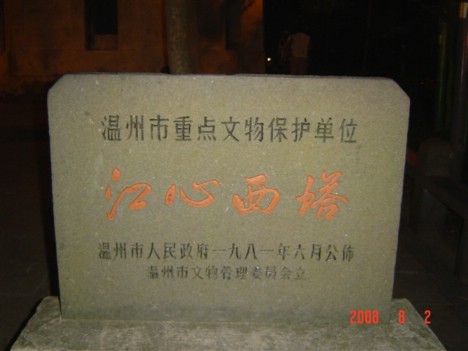 温州市重点文物保护单位
江心西塔
温州市人民政府一九八一年六月公佈
温州市文物管理委员会立
2008 8 2